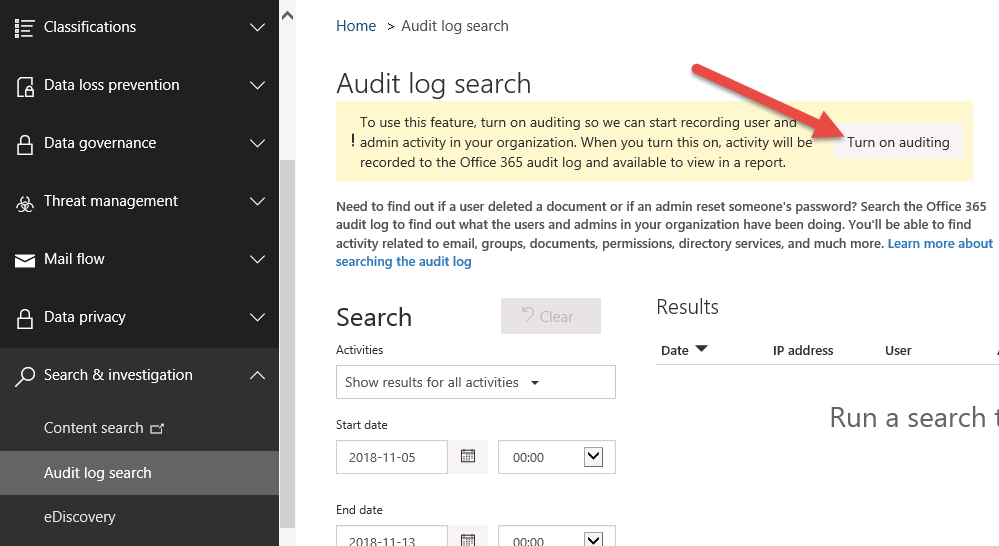 Classifications
Data loss prevention
Data governance
Threat management
Mail flow
Data privacy
Search & investigation
Content search
Audit log search
eDiscovery
Home > Audit log search
Audit log search
To use this feature, turn on auditing so we can start recording user and
! admin activity in your organization. When you turn this on, activity will be
recorded to the Office 365 audit log and available to view in a report.
Turn on auditing
Need to find out if a user deleted a document or if an admin reset someone's password? Search the Office 365
audit log to find out what the users and admins in your organization have been doing. You'll be able to find
activity related to email, groups, documents, permissions, directory services, and much more. Learn more about
searching the audit log
Search
Clear
Activities
Show results for all activities
Start date
2018-11-05 00:00
End date
2018-11-13 00:00
Results
Date IP address User
Run a search t